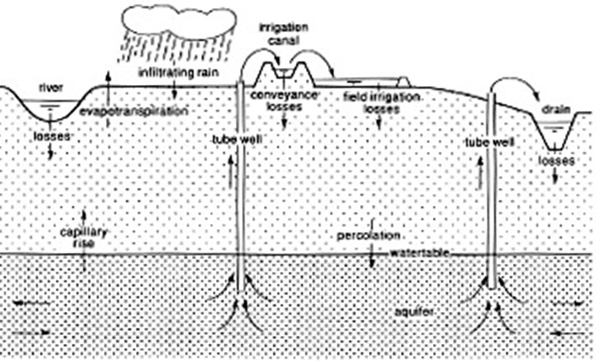 irrigation
canal
infiltrating rain
river
evapotranspiration
conveyance
losses
field irrigation
losses
drain
losses
tube well
tube well
losses
capillary
rise
percolation
watertable
aquifer